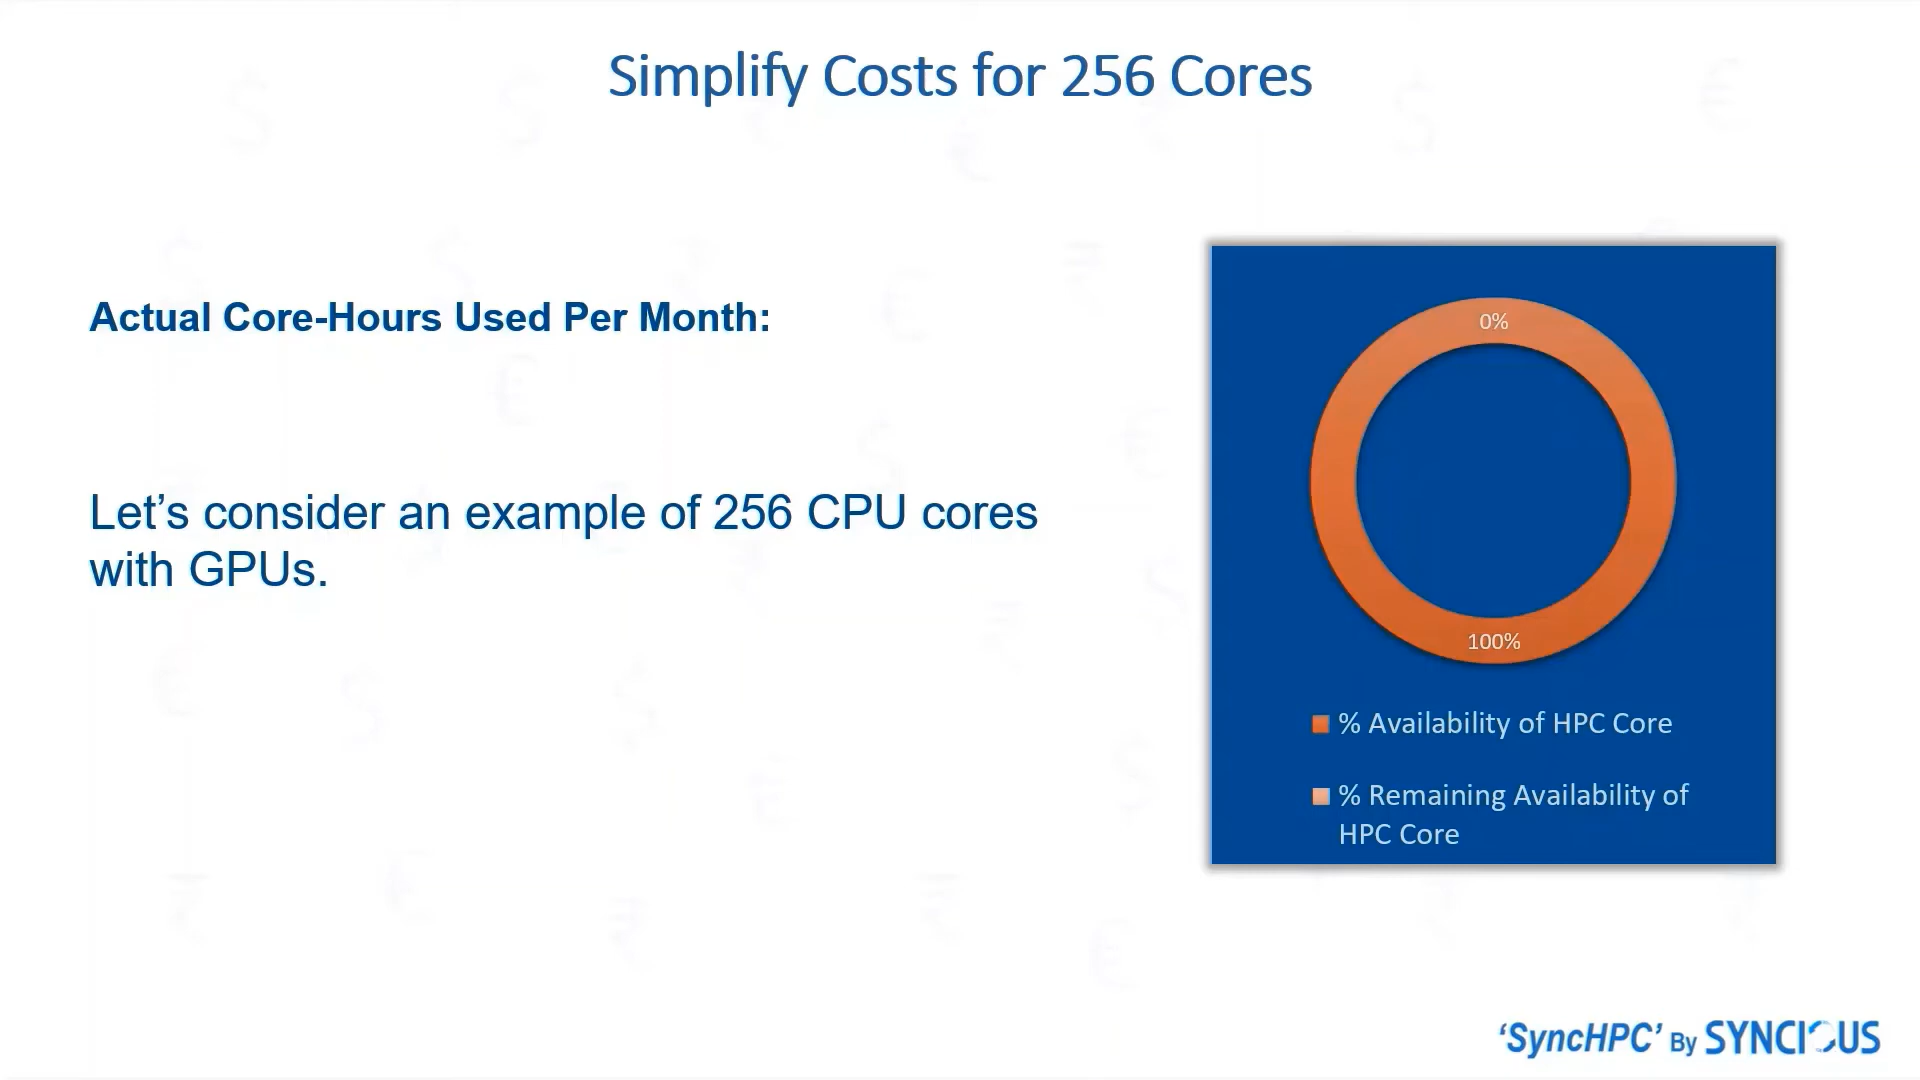 Simplify Costs for 256 Cores
Actual Core-Hours Used Per Month:
Let’s consider an example of 256 CPU cores
with GPUs.
0%
100%
% Availability of HPC Core
% Remaining Availability of
HPC Core
‘SyncHPC’ By SYNCIOUS